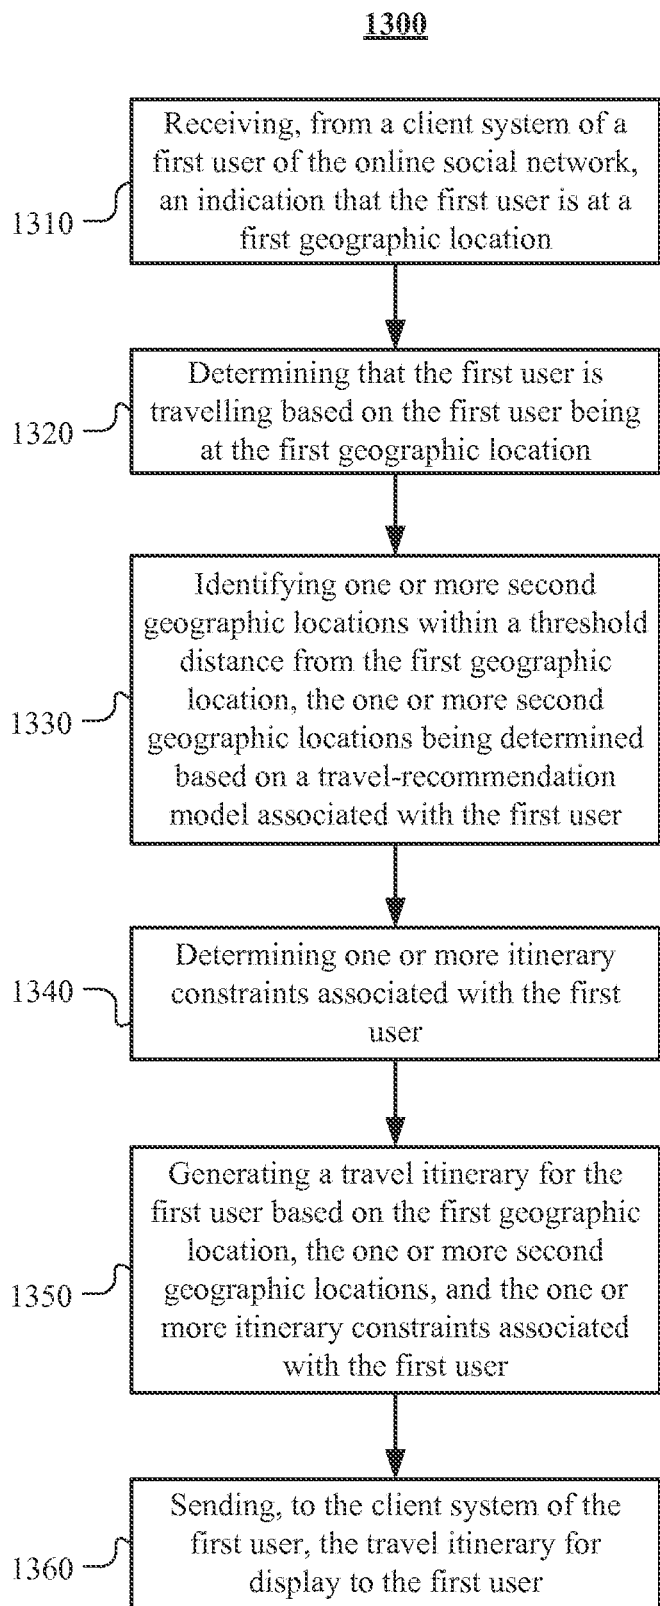 1300
Receiving, from a client system of a
first user of the online social network,
an indication that the first user is at a
first geographic location
1310
Determining that the first user is
travelling based on the first user being
at the first geographic location
1320
Identifying one or more second
geographic locations within a threshold
distance from the first geographic
location, the one or more second
geographic locations being determined
based on a travel-recommendation
model associated with the first user
1330
Determining one or more itinerary
constraints associated with the first
user
1340
Generating a travel itinerary for the
first user based on the first geographic
location, the one or more second
geographic locations, and the one or
more itinerary constraints associated
with the first user
1350
Sending, to the client system of the
first user, the travel itinerary for
display to the first user
1360